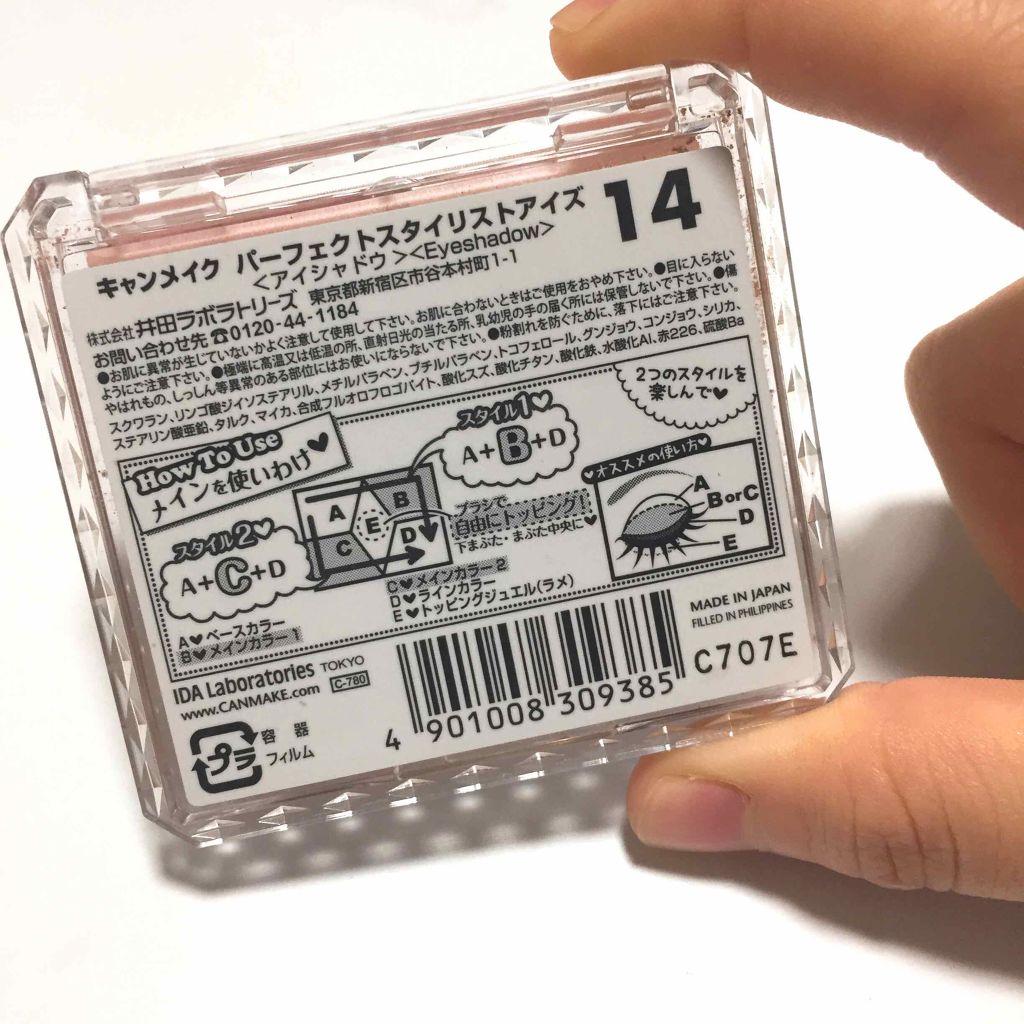 キャンメイク パーフェクトスタイリストアイズ 14
<アイシャドウ><Eyeshadow>
株式会社井田ラボラトリーズ 東京都新宿区市谷本村町1-1
お問い合わせ先☎0120-44-1184
●お肌に異常が生じていないかよく注意して使用して下さい。お肌に合わないときはご使用をおやめ下さい。●目に入らない
ようにご注意下さい。●極端に高温又は低温の所、直射日光の当たる所、乳幼児の手の届く所には保管しないで下さい。●傷
やはれもの、しっしん等異常のある部位にはお使いにならないで下さい。●粉割れを防ぐために、落下にはご注意下さい。
スクワラン、リンゴ酸ジイソステアリル、メチルパラベン、ブチルパラベン、トコフェロール、グンジョウ、コンジョウ、シリカ、
ステアリン酸亜鉛、タルク、マイカ、合成フルオロフロゴパイト、酸化スズ、酸化チタン、酸化鉄、水酸化Al、赤226、硫酸Ba
2つのスタイルを
楽しんで♥
How To Use
メインを使いわけ♥
スタイル1♥
A+B+D
スタイル2♥
A+C+D
A
B
C
D
E
ブラシで
自由にトッピング!
下まぶた・まぶた中央に♥
オススメの使い方♥
A
B or C
D
E
A♥ベースカラー
B♥メインカラー1
C♥メインカラー2
D♥ラインカラー
E♥トッピングジュエル(ラメ)
IDA Laboratories TOKYO
www.CANMAKE.com C-780
プラ
容器
フィルム
4 901008 309385
MADE IN JAPAN
FILLED IN PHILIPPINES
C707E